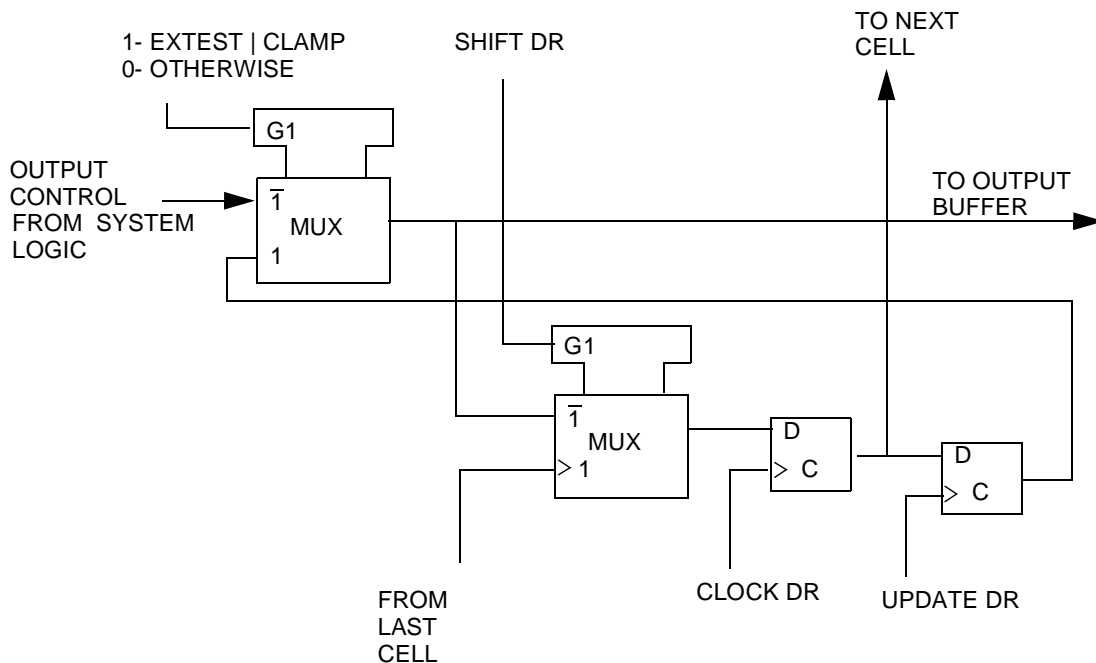 1- EXTEST | CLAMP
0- OTHERWISE
SHIFT DR
TO NEXT
CELL
G1
OUTPUT
CONTROL
FROM SYSTEM
LOGIC
1̅
MUX
1
TO OUTPUT
BUFFER
G1
1̅
MUX
1
D
C
D
C
FROM
LAST
CELL
CLOCK DR
UPDATE DR